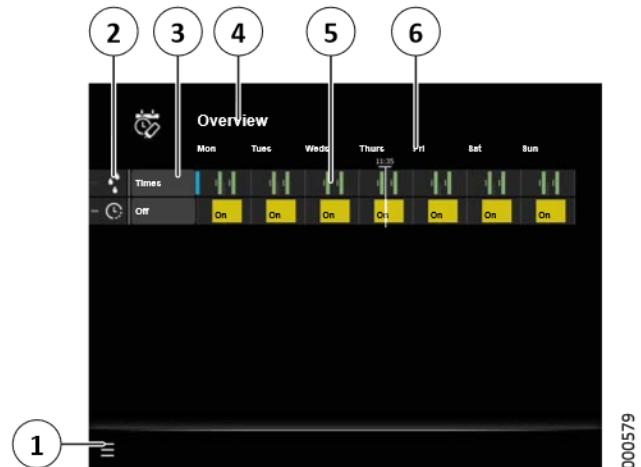 2 3 4 5 6
Overview
Mon Tues Weds Thurs Fri Sat Sun
11:35
Times
Off On On On On On On On
1
000579